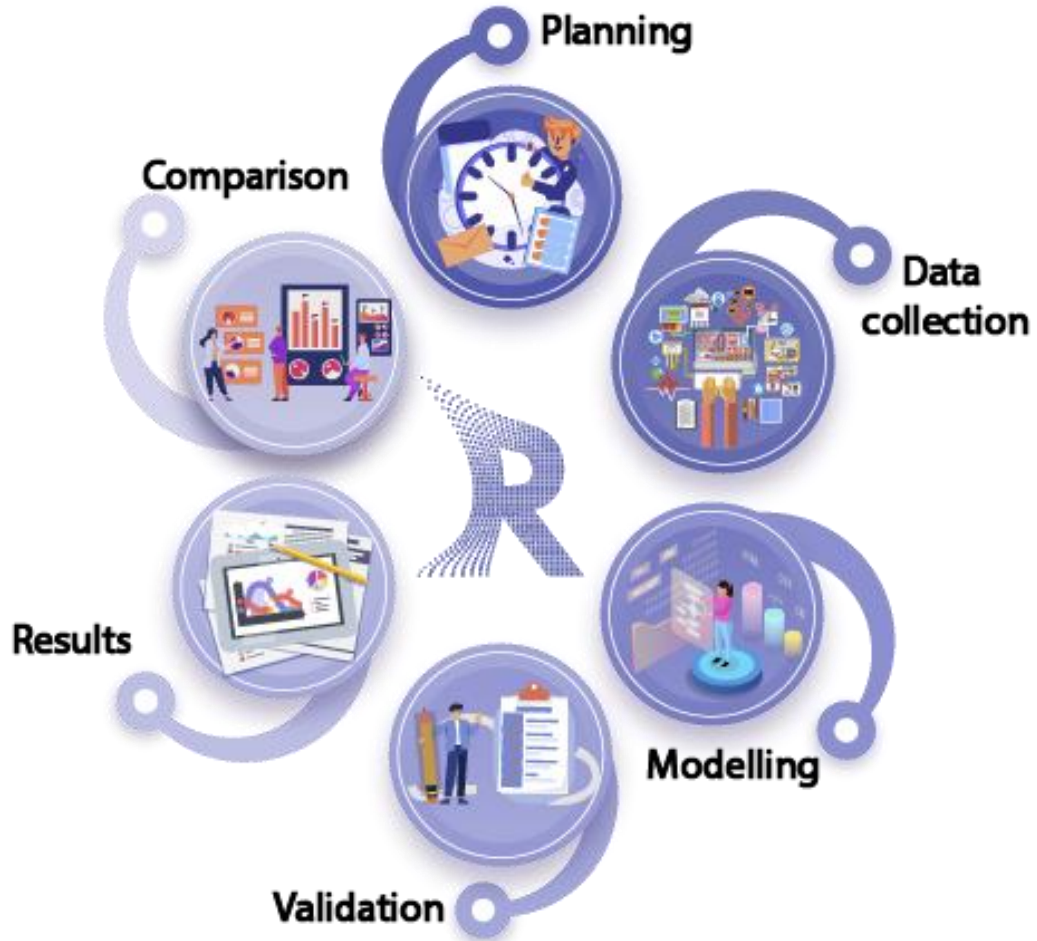 Planning
Data
collection
Modelling
Validation
Results
Comparison
R